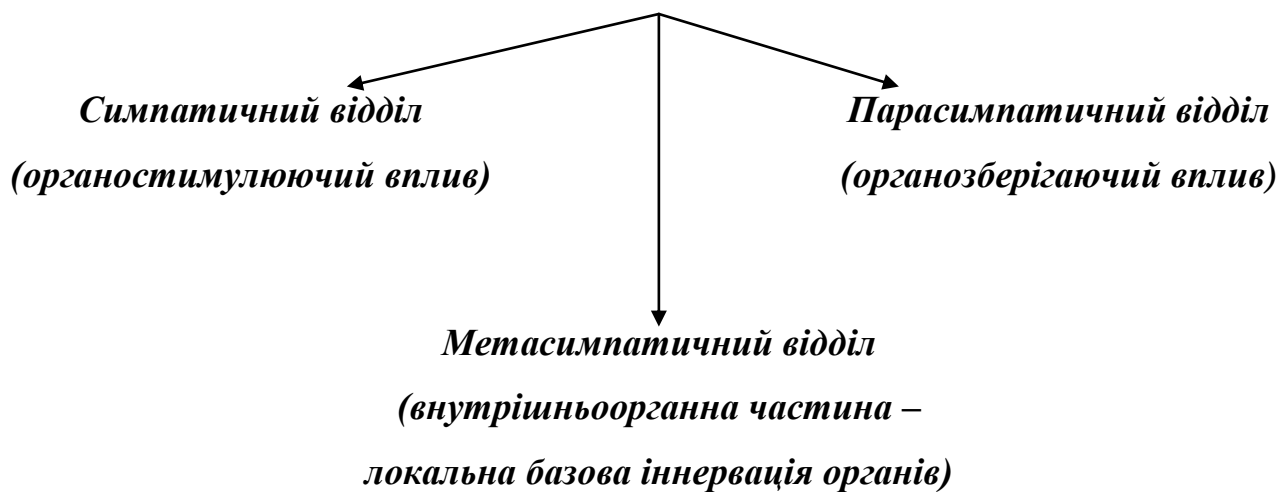 Симпатичний відділ
(органостимулюючий вплив)
Парасимпатичний відділ
(органозберігаючий вплив)
Метасимпатичний відділ
(внутрішньоорганна частина –
локальна базова іннервація органів)